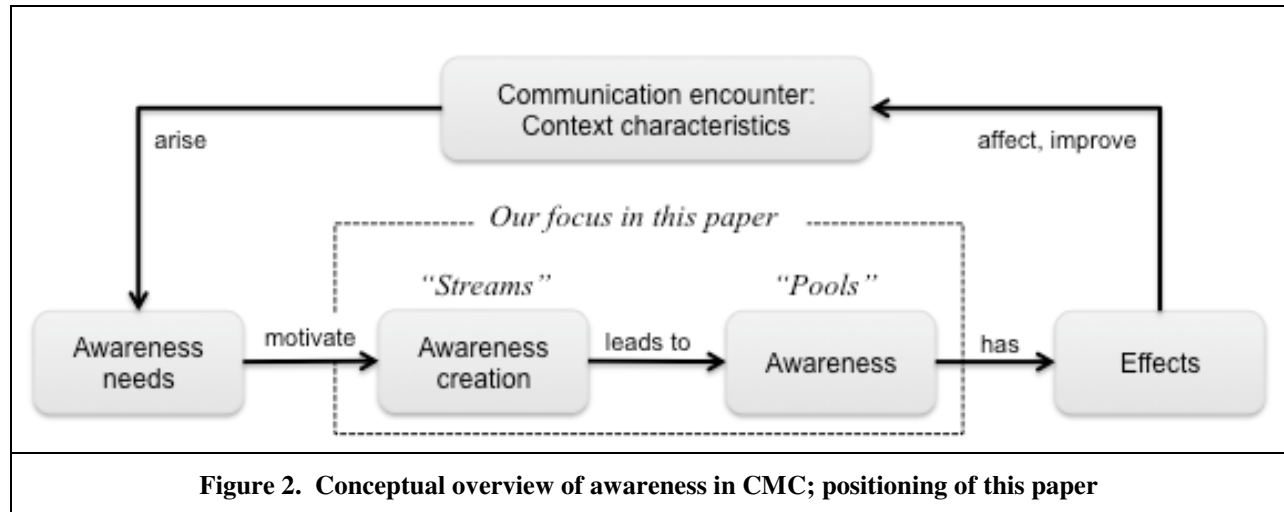 Communication encounter:
Context characteristics
arise
affect, improve
Our focus in this paper
“Streams”
“Pools”
Awareness
needs
motivate
Awareness
creation
leads to
Awareness
has
Effects
Figure 2. Conceptual overview of awareness in CMC; positioning of this paper